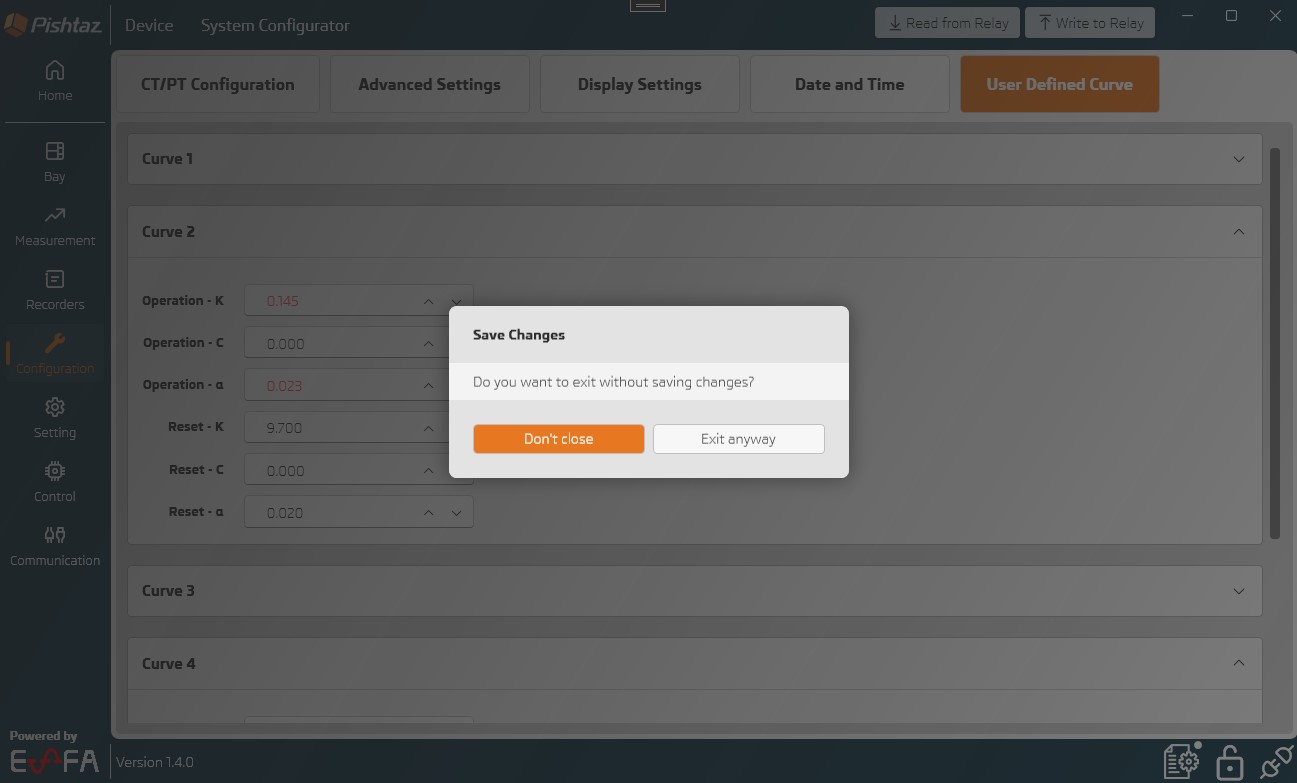 Pishtaz
Device
System Configurator
Read from Relay
Write to Relay
Home
Bay
Measurement
Recorders
Configuration
Setting
Control
Communication
CT/PT Configuration
Advanced Settings
Display Settings
Date and Time
User Defined Curve
Curve 1
Curve 2
Operation - K 0.145
Operation - C 0.000
Operation - α 0.023
Reset - K 9.700
Reset - C 0.000
Reset - α 0.020
Save Changes
Do you want to exit without saving changes?
Don't close
Exit anyway
Curve 3
Curve 4
Powered by
Version 1.4.0